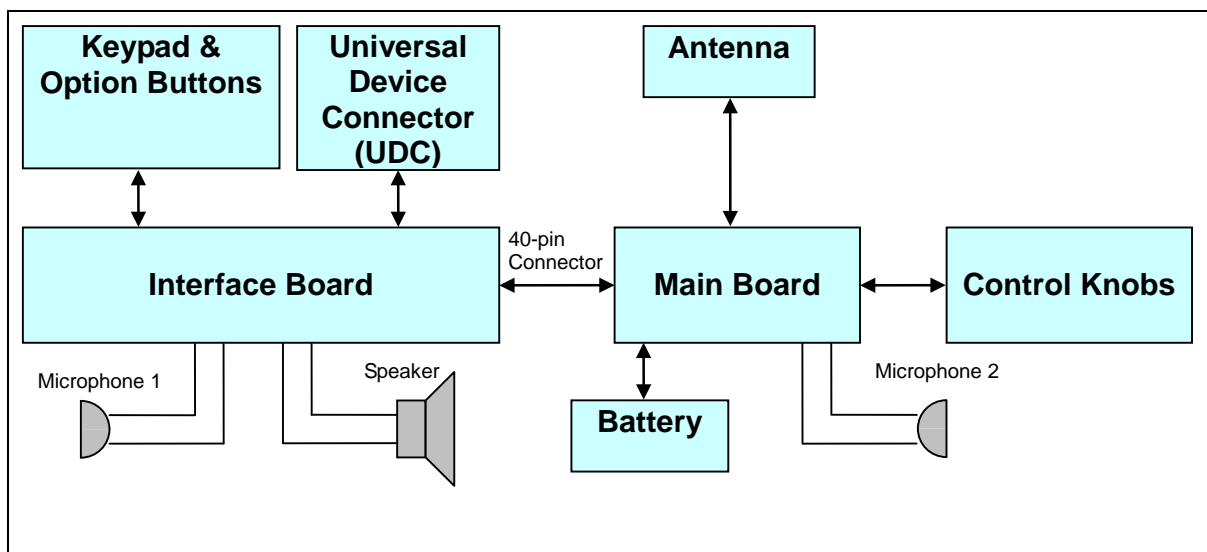 Keypad &
Option Buttons
Universal
Device
Connector
(UDC)
Antenna
Interface Board
40-pin
Connector
Main Board
Control Knobs
Microphone 1
Speaker
Battery
Microphone 2